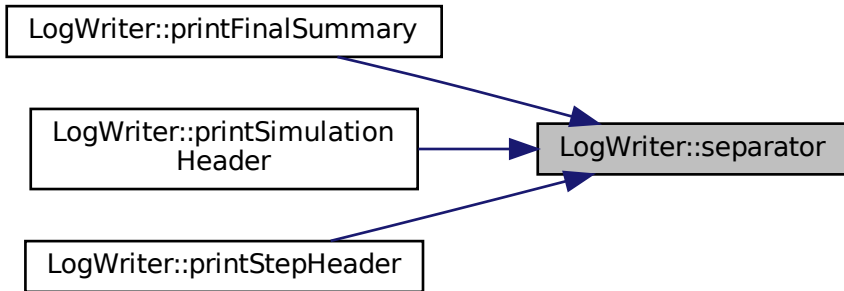 LogWriter::printFinalSummary
LogWriter::printSimulation
Header
LogWriter::separator
LogWriter::printStepHeader